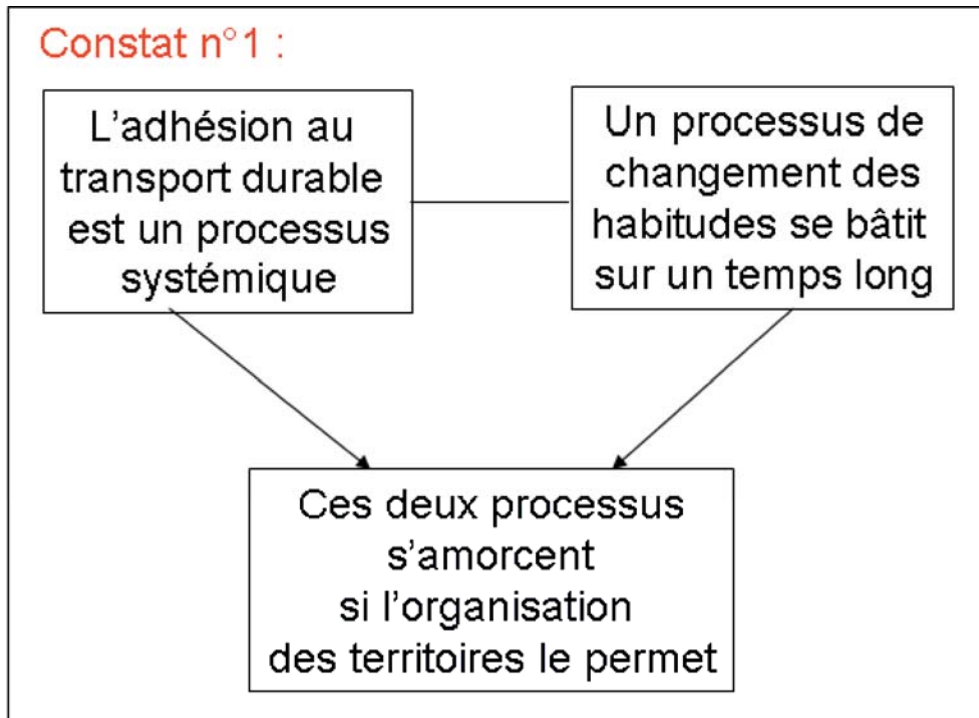 Constat n°1 :
L'adhésion au
transport durable
est un processus
systémique
Un processus de
changement des
habitudes se bâtit
sur un temps long
Ces deux processus
s'amorcent
si l'organisation
des territoires le permet